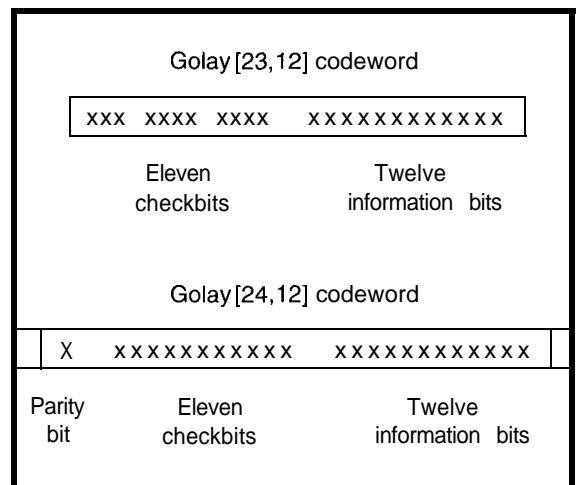 Golay [23,12] codeword
xxx xxxx xxxx xxxxxxxxxxxx
Eleven Twelve
checkbits information bits
Golay [24,12] codeword
X xxxxxxxxxxx xxxxxxxxxxxx
Parity Eleven Twelve
bit checkbits information bits